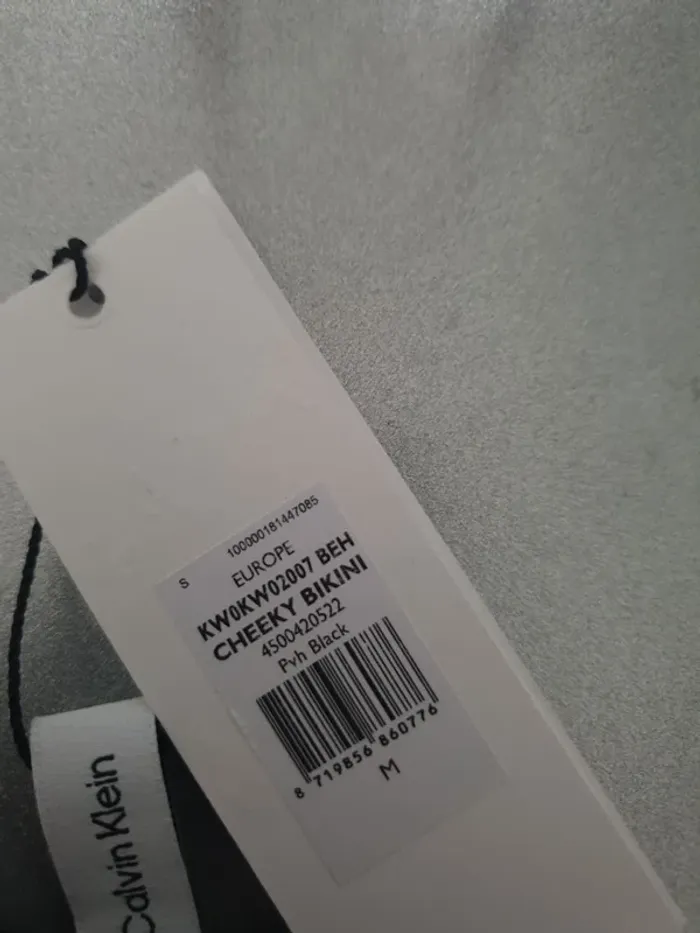 S 100000181447085
EUROPE
KW0KW02007 BEH
CHEEKY BIKINI
4500420522
Pvh Black
8 719856 860776
M
Calvin Klein